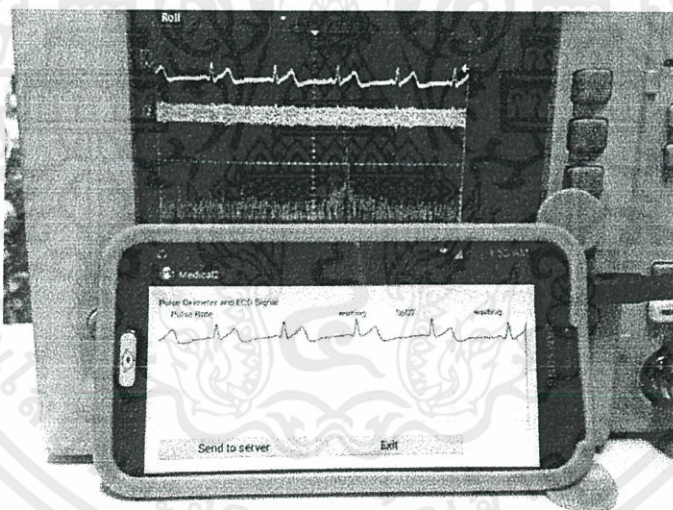 Roll
Medical2
Pulse Oximeter and ECG Signal
Pulse Rate waiting SpO2 waiting
Send to server Exit